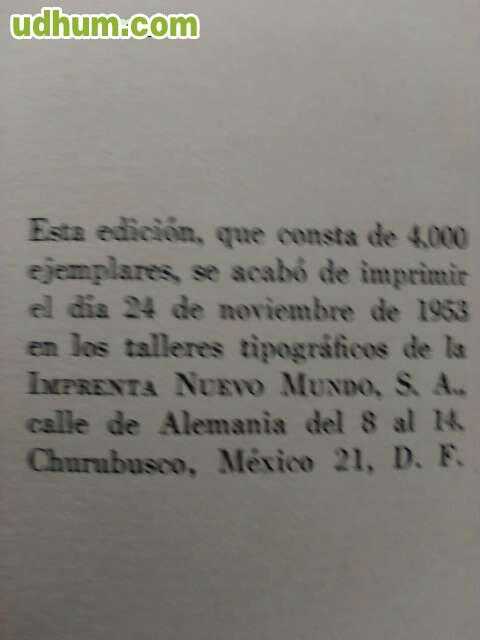 udhum.com
Esta edición, que consta de 4,000
ejemplares, se acabó de imprimir
el día 24 de noviembre de 1953
en los talleres tipográficos de la
IMPRENTA NUEVO MUNDO, S. A.,
calle de Alemania del 8 al 14.
Churubusco, México 21, D. F.